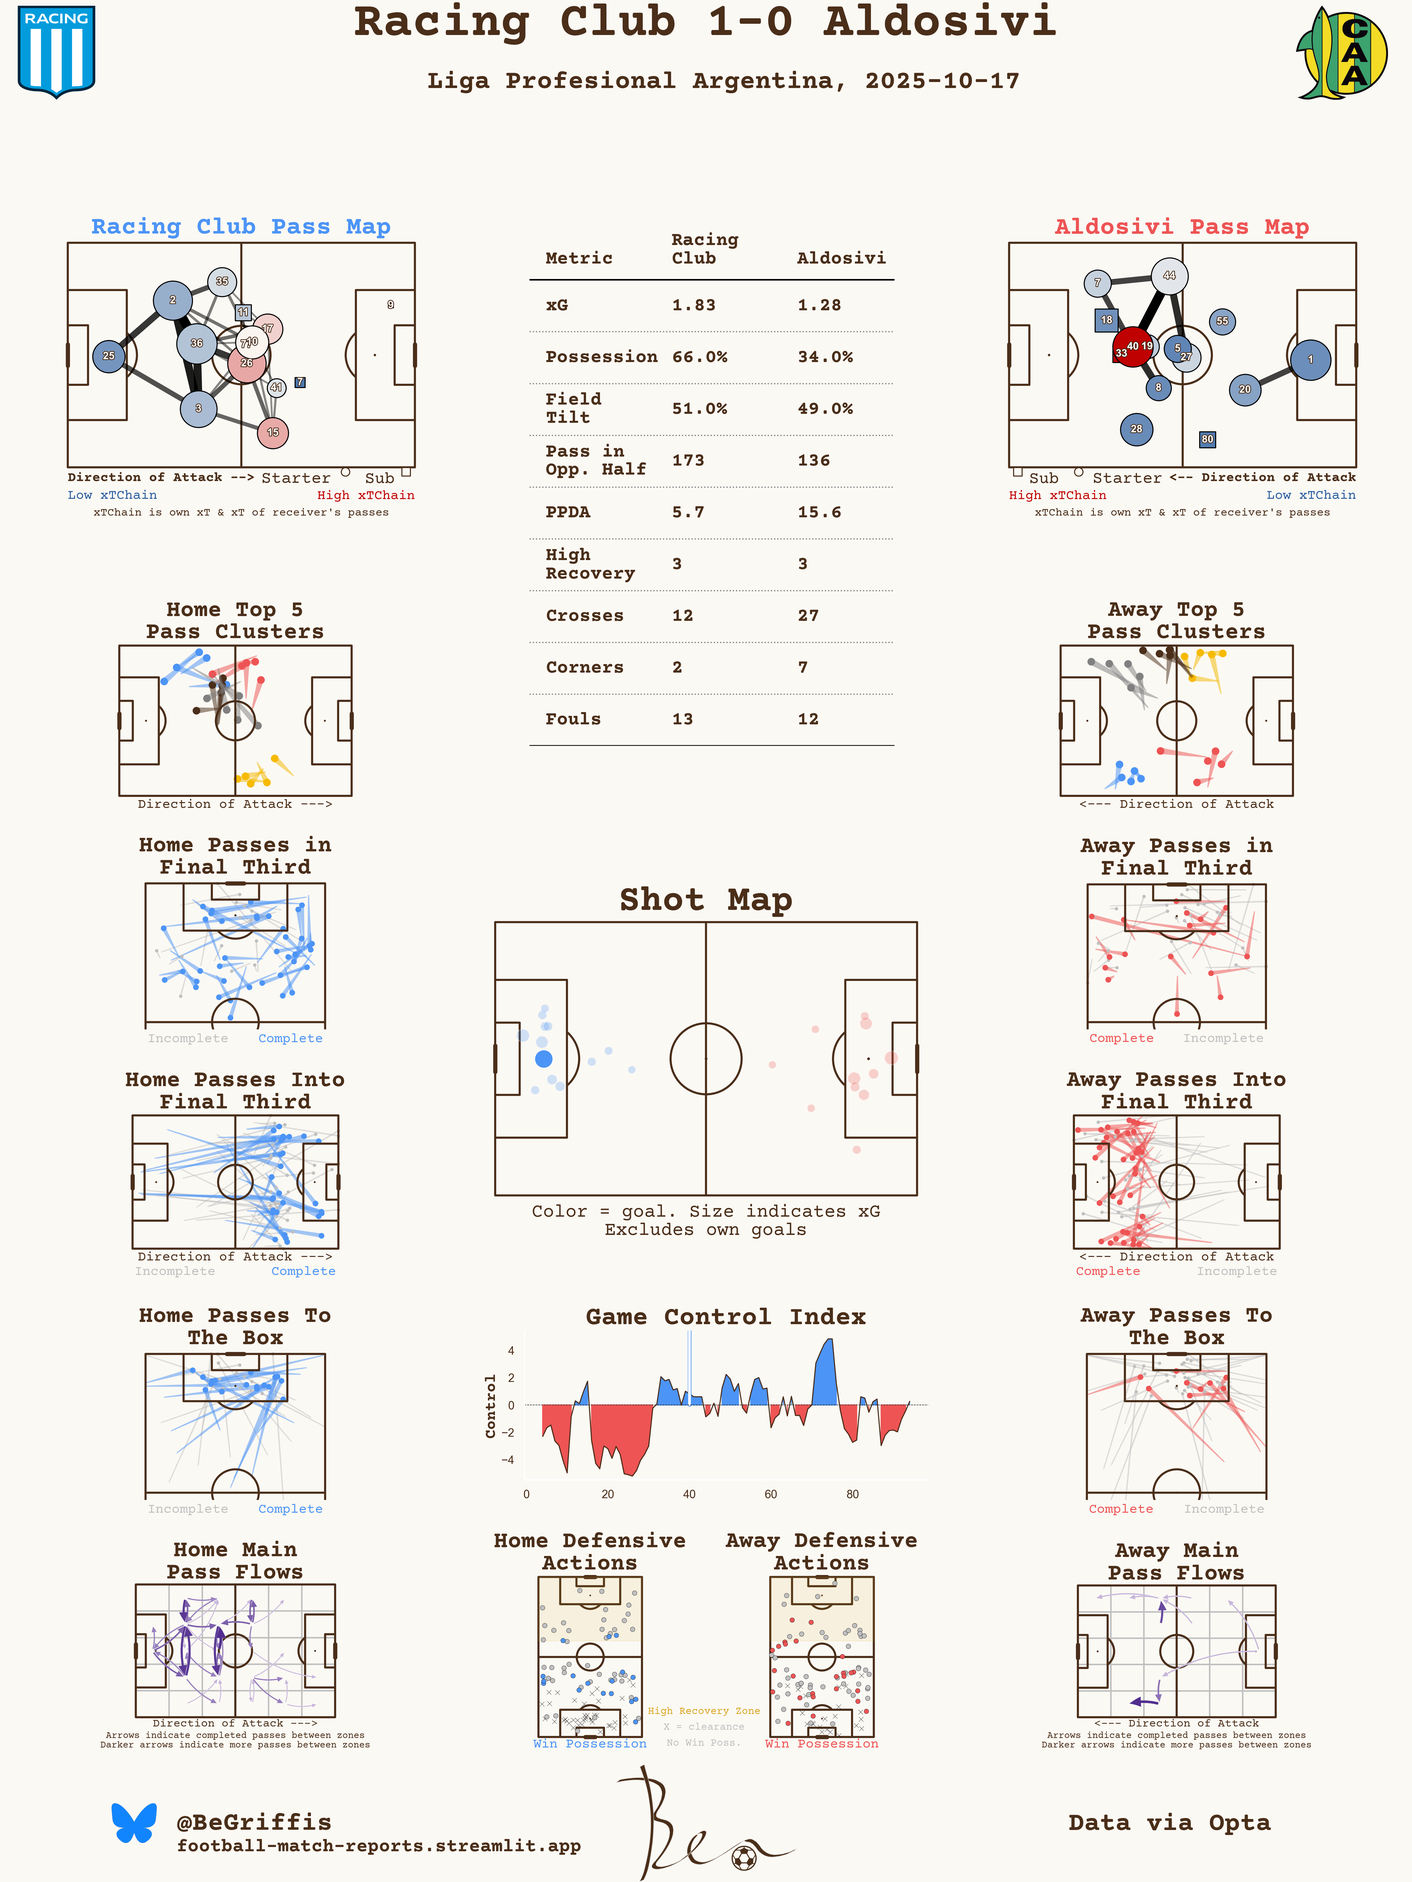 RACING
Racing Club 1-0 Aldosivi
CAA
Liga Profesional Argentina, 2025-10-17
Racing Club Pass Map
35
2
11
9
17
36
77
10
25
26
41
7
3
15
Direction of Attack -->
Starter
Sub
Low xTChain
High xTChain
xTChain is own xT & xT of receiver's passes
Metric
Racing Club
Aldosivi
xG 1.83 1.28
Possession 66.0% 34.0%
Field Tilt 51.0% 49.0%
Pass in Opp. Half 173 136
PPDA 5.7 15.6
High Recovery 3 3
Crosses 12 27
Corners 2 7
Fouls 13 12
Aldosivi Pass Map
7
44
18
55
33
40
19
5
27
1
8
20
28
80
Sub
Starter
<-- Direction of Attack
High xTChain
Low xTChain
xTChain is own xT & xT of receiver's passes
Home Top 5
Pass Clusters
Direction of Attack --->
Away Top 5
Pass Clusters
<--- Direction of Attack
Home Passes in
Final Third
Incomplete
Complete
Away Passes in
Final Third
Complete
Incomplete
Shot Map
Color = goal. Size indicates xG
Excludes own goals
Home Passes Into
Final Third
Direction of Attack --->
Incomplete
Complete
Away Passes Into
Final Third
<--- Direction of Attack
Complete
Incomplete
Home Passes To
The Box
Incomplete
Complete
Game Control Index
Control
4
2
0
−2
−4
0
20
40
60
80
Away Passes To
The Box
Complete
Incomplete
Home Main
Pass Flows
Direction of Attack --->
Arrows indicate completed passes between zones
Darker arrows indicate more passes between zones
Home Defensive
Actions
Win Possession
High Recovery Zone
X = clearance
No Win Poss.
Away Defensive
Actions
Win Possession
Away Main
Pass Flows
<--- Direction of Attack
Arrows indicate completed passes between zones
Darker arrows indicate more passes between zones
@BeGriffis
football-match-reports.streamlit.app
Ben
Data via Opta